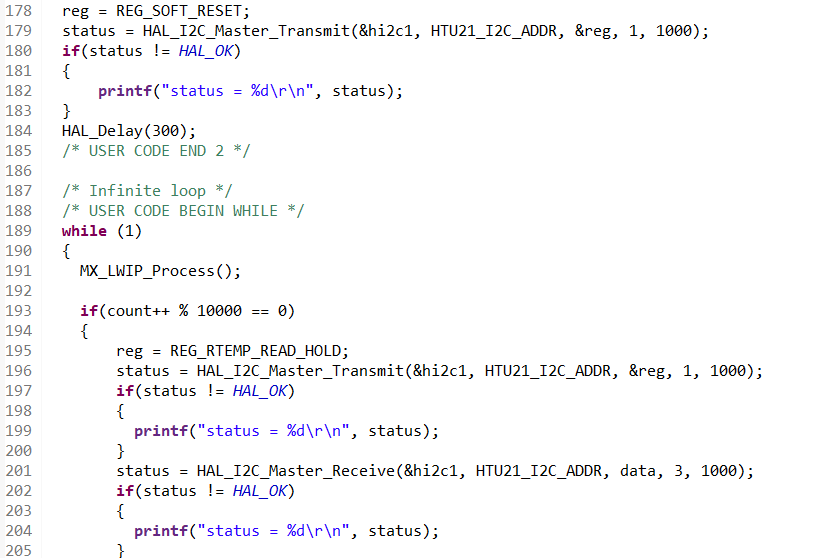 178 reg = REG_SOFT_RESET;
179 status = HAL_I2C_Master_Transmit(&hi2c1, HTU21_I2C_ADDR, &reg, 1, 1000);
180 if(status != HAL_OK)
181 {
182 printf("status = %d\r\n", status);
183 }
184 HAL_Delay(300);
185 /* USER CODE END 2 */
186
187 /* Infinite loop */
188 /* USER CODE BEGIN WHILE */
189 while (1)
190 {
191 MX_LWIP_Process();
192
193 if(count++ % 10000 == 0)
194 {
195 reg = REG_RTEMP_READ_HOLD;
196 status = HAL_I2C_Master_Transmit(&hi2c1, HTU21_I2C_ADDR, &reg, 1, 1000);
197 if(status != HAL_OK)
198 {
199 printf("status = %d\r\n", status);
200 }
201 status = HAL_I2C_Master_Receive(&hi2c1, HTU21_I2C_ADDR, data, 3, 1000);
202 if(status != HAL_OK)
203 {
204 printf("status = %d\r\n", status);
205 }